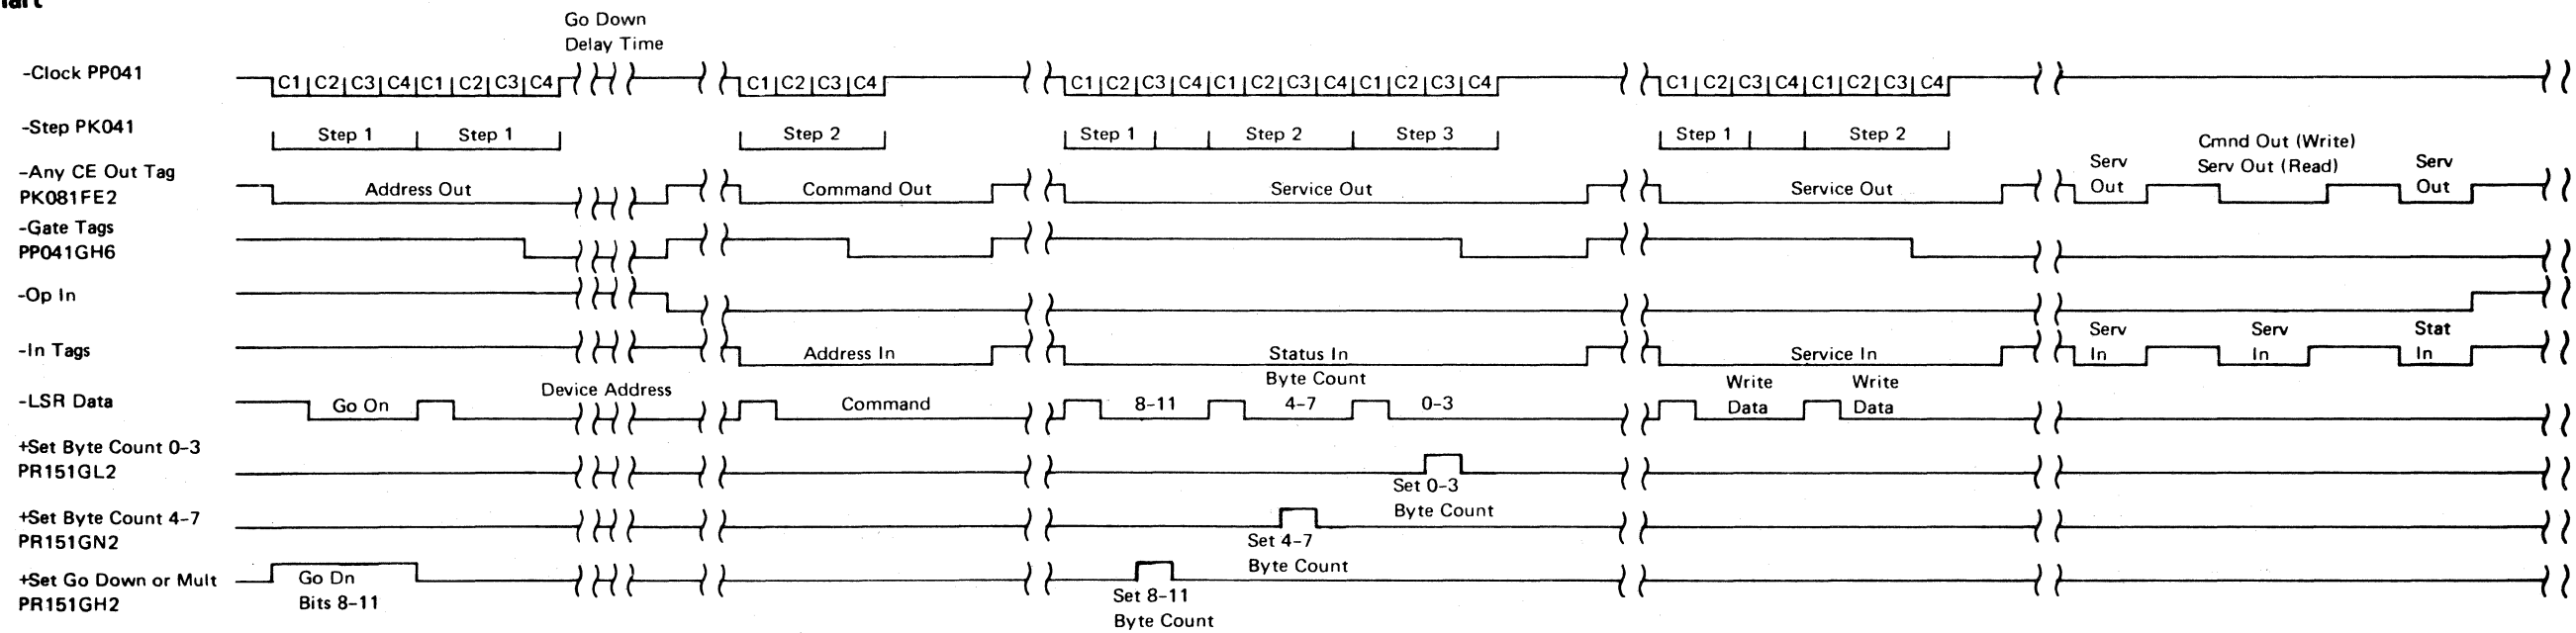 Go Down
Delay Time
-Clock PP041
C1 C2 C3 C4 C1 C2 C3 C4 C1 C2 C3 C4 C1 C2 C3 C4 C1 C2 C3 C4 C1 C2 C3 C4 C1 C2 C3 C4 C1 C2 C3 C4
-Step PK041
Step 1 Step 1 Step 2 Step 1 Step 2 Step 3 Step 1 Step 2
-Any CE Out Tag
PK081FE2
Address Out Command Out Service Out Service Out
Serv
Out
Cmnd Out (Write)
Serv Out (Read)
Serv
Out
-Gate Tags
PP041GH6
-Op In
-In Tags
Address In Status In Service In
Serv
In
Serv
In
Stat
In
-LSR Data
Go On
Device Address
Command
Byte Count
8-11 4-7 0-3
Write
Data
Write
Data
+Set Byte Count 0-3
PR151GL2
Set 0-3
Byte Count
+Set Byte Count 4-7
PR151GN2
Set 4-7
Byte Count
+Set Go Down or Mult
PR151GH2
Go Dn
Bits 8-11
Set 8-11
Byte Count